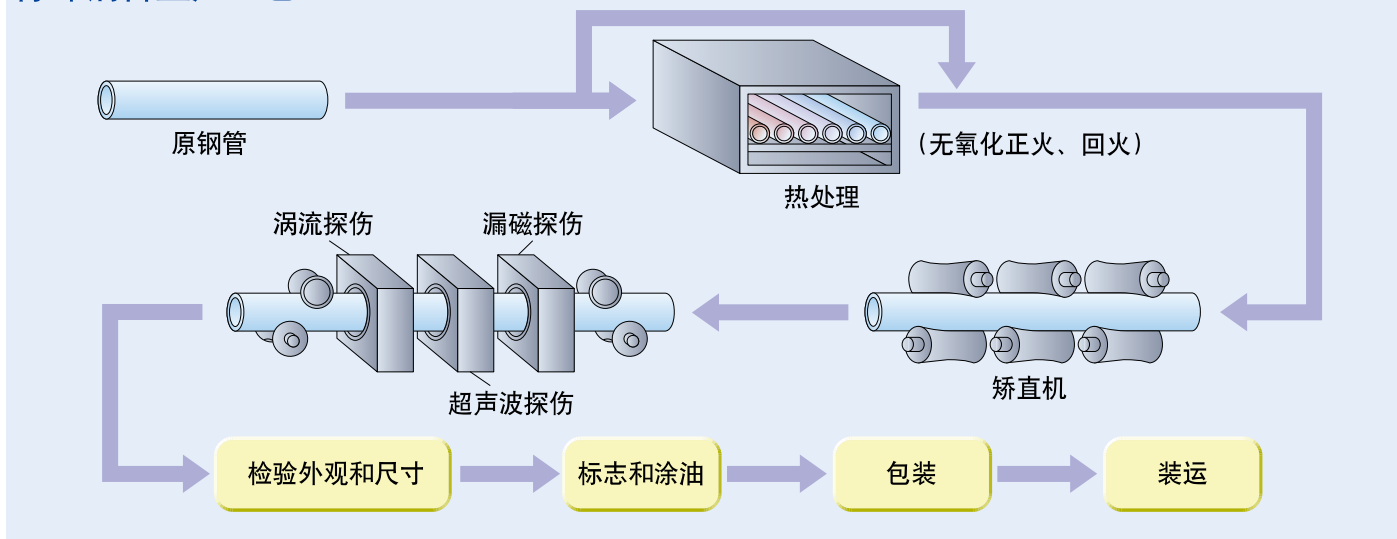 原钢管
(无氧化正火、回火)
热处理
涡流探伤
漏磁探伤
超声波探伤
矫直机
检验外观和尺寸
标志和涂油
包装
装运